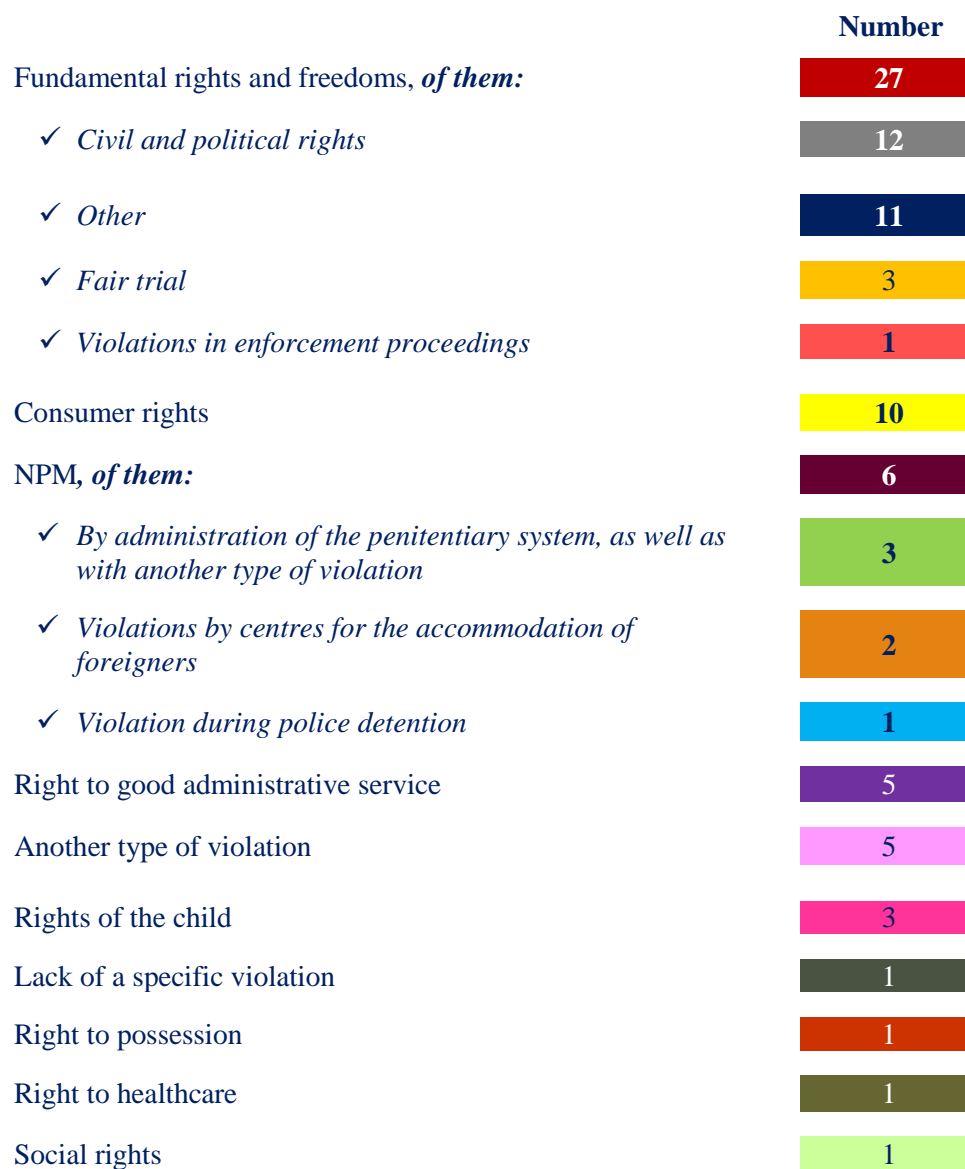 Number
Fundamental rights and freedoms, of them: 27
✓ Civil and political rights 12
✓ Other 11
✓ Fair trial 3
✓ Violations in enforcement proceedings 1
Consumer rights 10
NPM, of them: 6
✓ By administration of the penitentiary system, as well as
with another type of violation 3
✓ Violations by centres for the accommodation of
foreigners 2
✓ Violation during police detention 1
Right to good administrative service 5
Another type of violation 5
Rights of the child 3
Lack of a specific violation 1
Right to possession 1
Right to healthcare 1
Social rights 1